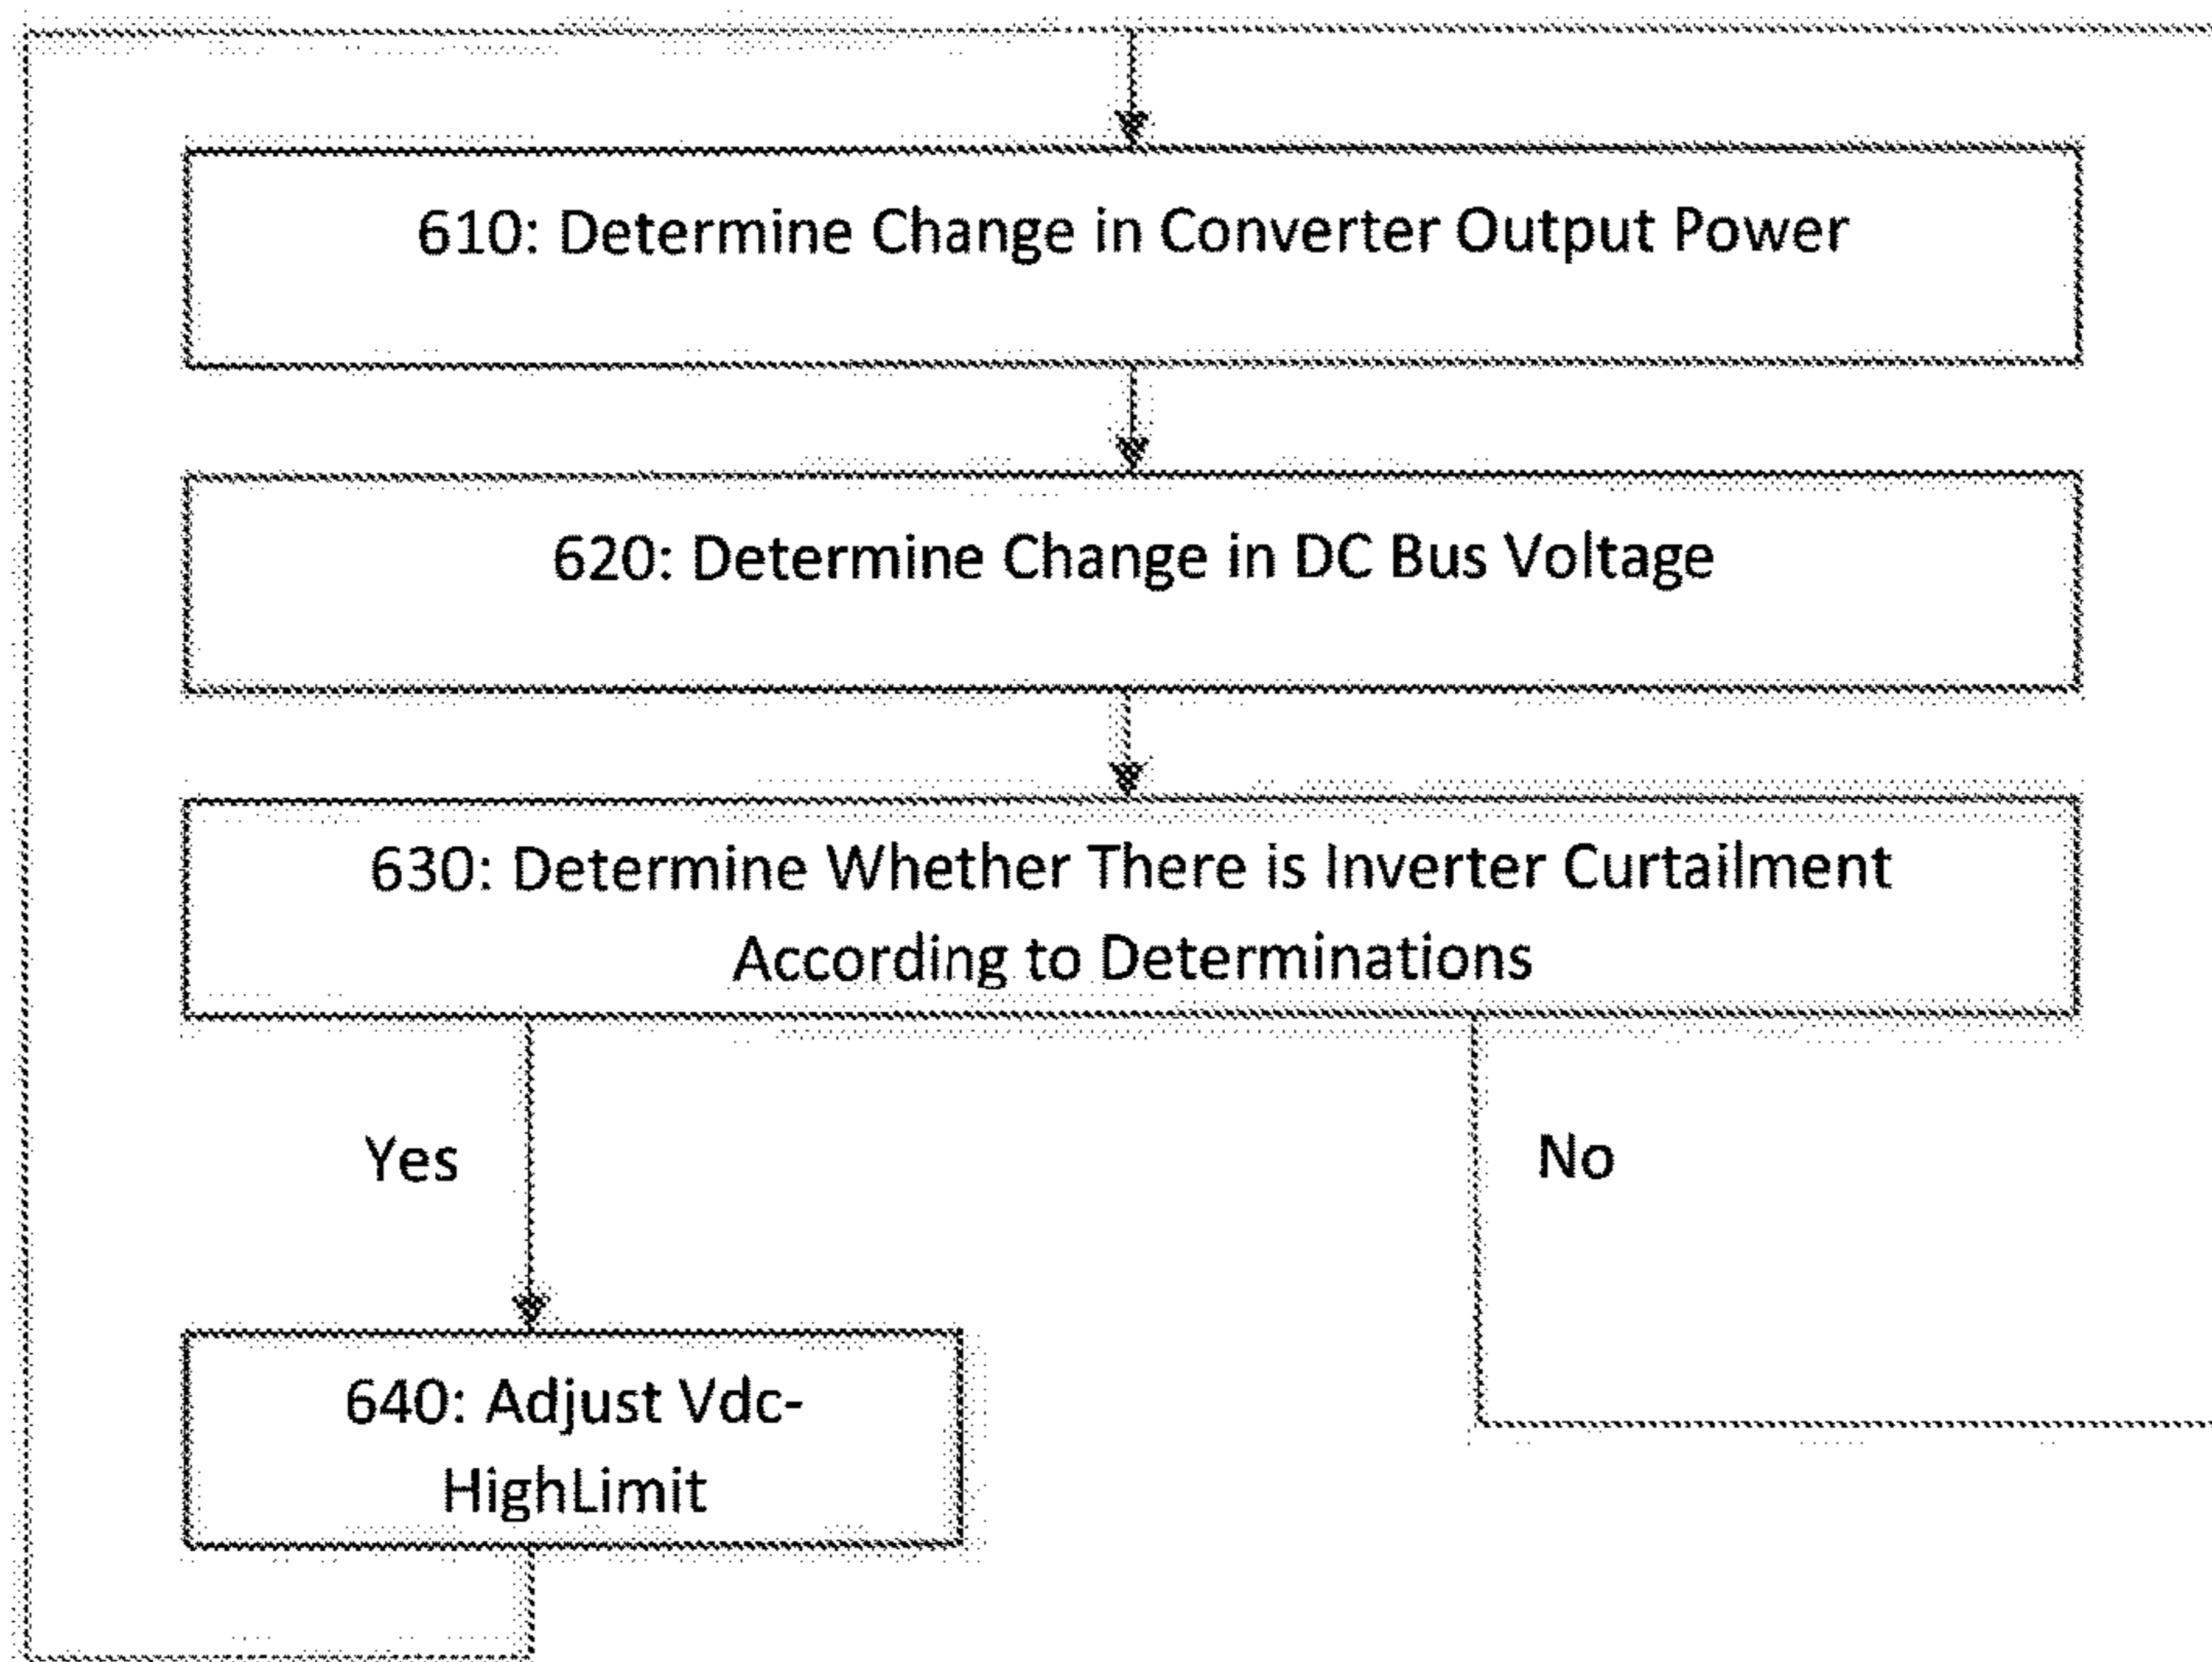 610: Determine Change in Converter Output Power
620: Determine Change in DC Bus Voltage
630: Determine Whether There is Inverter Curtailment
According to Determinations
Yes
No
640: Adjust Vdc-
HighLimit